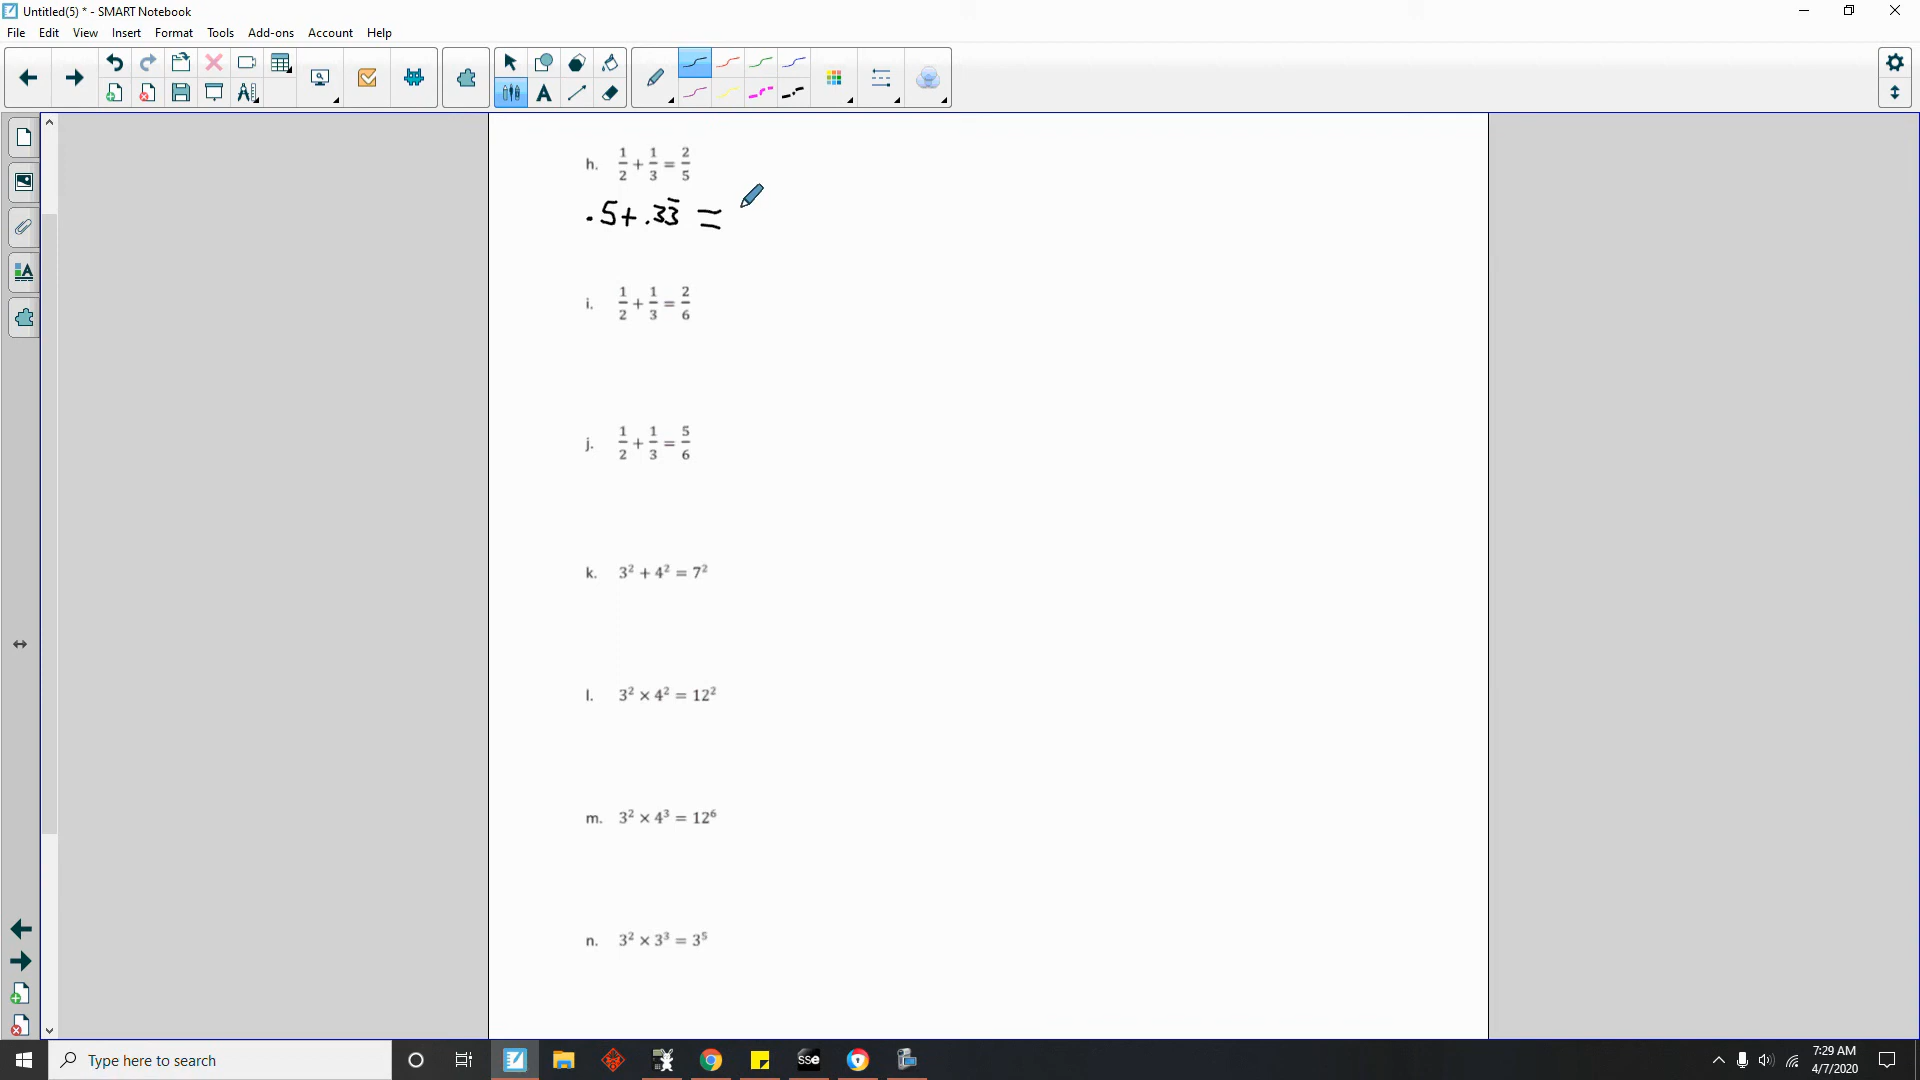 Untitled(5) * - SMART Notebook
File Edit View Insert Format Tools Add-ons Account Help
h. 1/2 + 1/3 = 2/5
.5 + .33̅ =
i. 1/2 + 1/3 = 2/6
j. 1/2 + 1/3 = 5/6
k. 3² + 4² = 7²
l. 3² × 4² = 12²
m. 3² × 4³ = 12⁶
n. 3² × 3³ = 3⁵
Type here to search
SSe
7:29 AM
4/7/2020